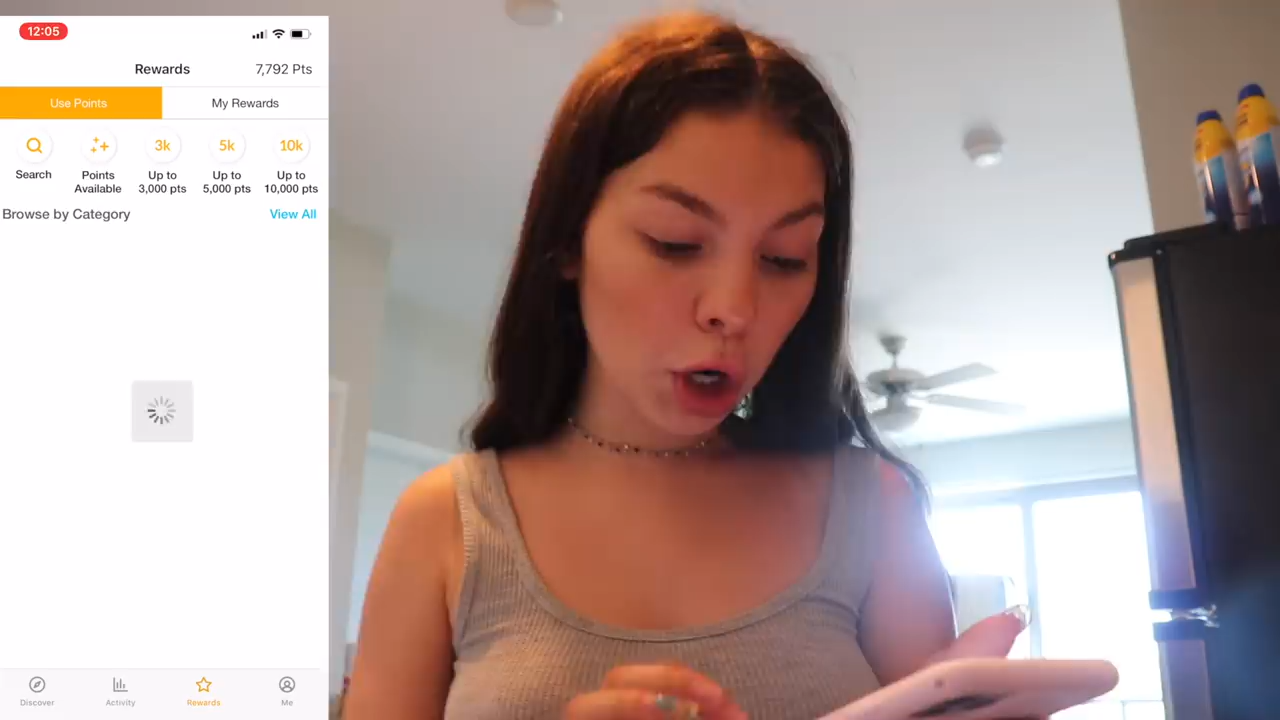 12:05
Rewards 7,792 Pts
Use Points My Rewards
3k 5k 10k
Search Points Available Up to 3,000 pts Up to 5,000 pts Up to 10,000 pts
Browse by Category View All
Discover Activity Rewards Me